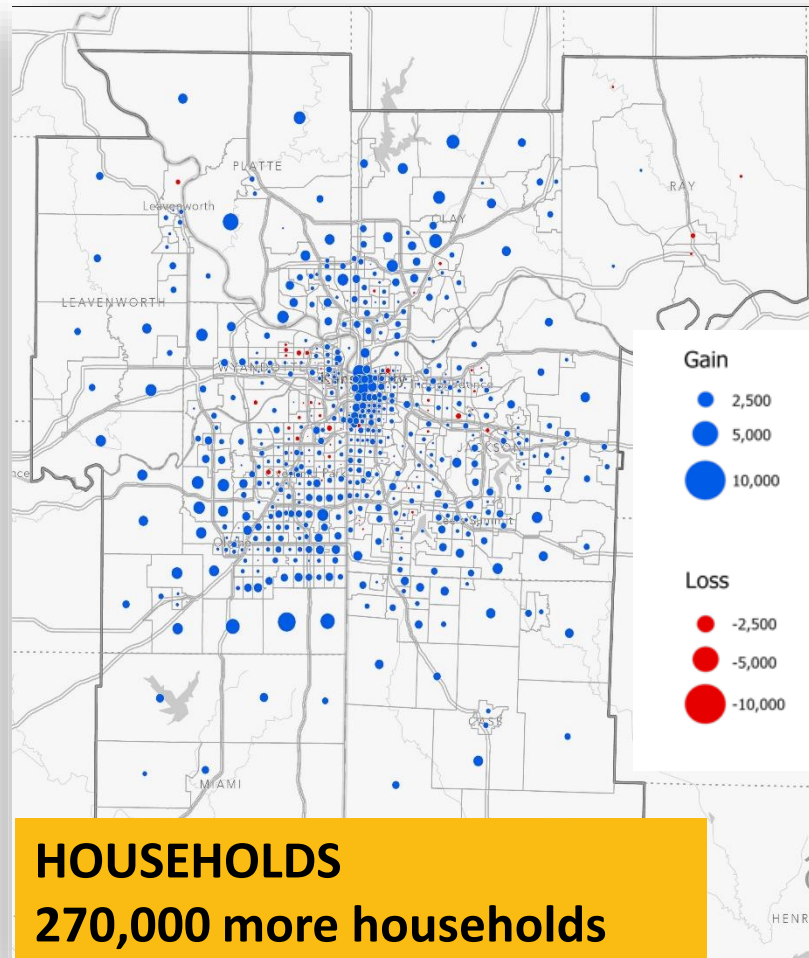 PLATTE
RAY
Leavenworth
CLAY
LEAVENWORTH
Gain
2,500
5,000
10,000
JACKSON
Loss
-2,500
-5,000
-10,000
CASS
MIAMI
HOUSEHOLDS
270,000 more households
HENR